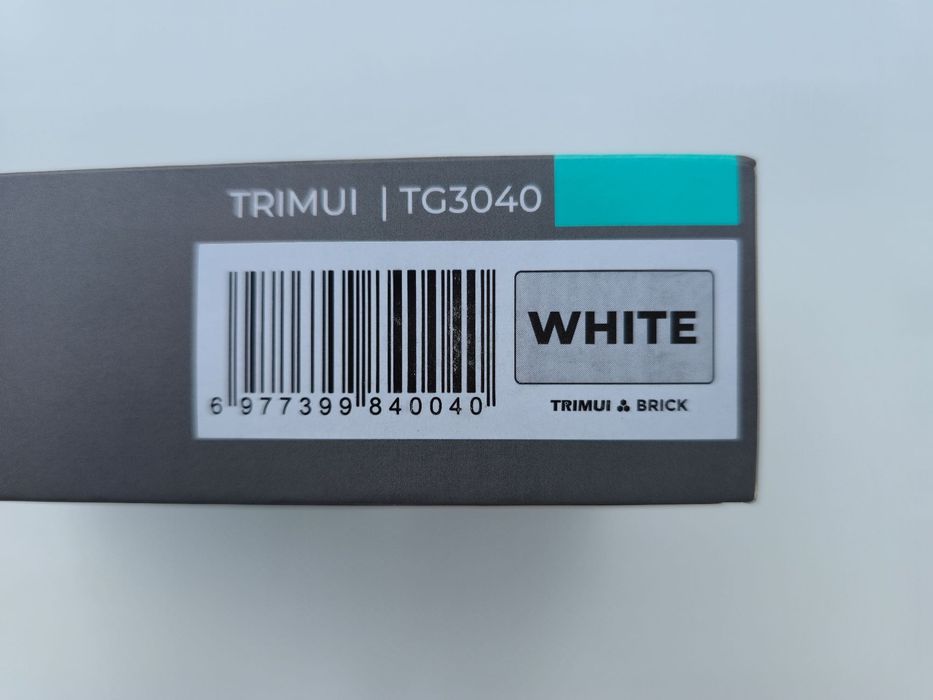 TRIMUI | TG3040
WHITE
6 977399 840040
TRIMUI BRICK